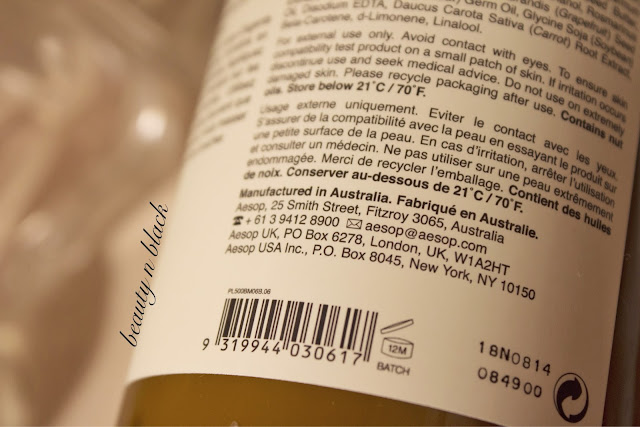 Disodium EDTA, Daucus Carota Sativa (Carrot) Root Extract,
Beta-Carotene, d-Limonene, Linalool.
For external use only. Avoid contact with eyes. To ensure skin
compatibility test product on a small patch of skin. If irritation occurs
discontinue use and seek medical advice. Do not use on extremely
damaged skin. Please recycle packaging after use. Contains nut
oils. Store below 21˚C / 70˚F.
Usage externe uniquement. Eviter le contact avec les yeux.
S'assurer de la compatibilité avec la peau en essayant le produit sur
une petite surface de la peau. En cas d'irritation, arrêter l'utilisation
et consulter un médecin. Ne pas utiliser sur une peau extrêmement
endommagée. Merci de recycler l'emballage. Contient des huiles
de noix. Conserver au-dessous de 21˚C / 70˚F.
Manufactured in Australia. Fabriqué en Australie.
Aesop, 25 Smith Street, Fitzroy 3065, Australia
☎ + 61 3 9412 8900 ✉ aesop@aesop.com
Aesop UK, PO Box 6278, London, UK, W1A2HT
Aesop USA Inc., P.O. Box 8045, New York, NY 10150
PL500BM06B.06
9 319944 030617
12M
BATCH
18N0814
084900
beauty n black